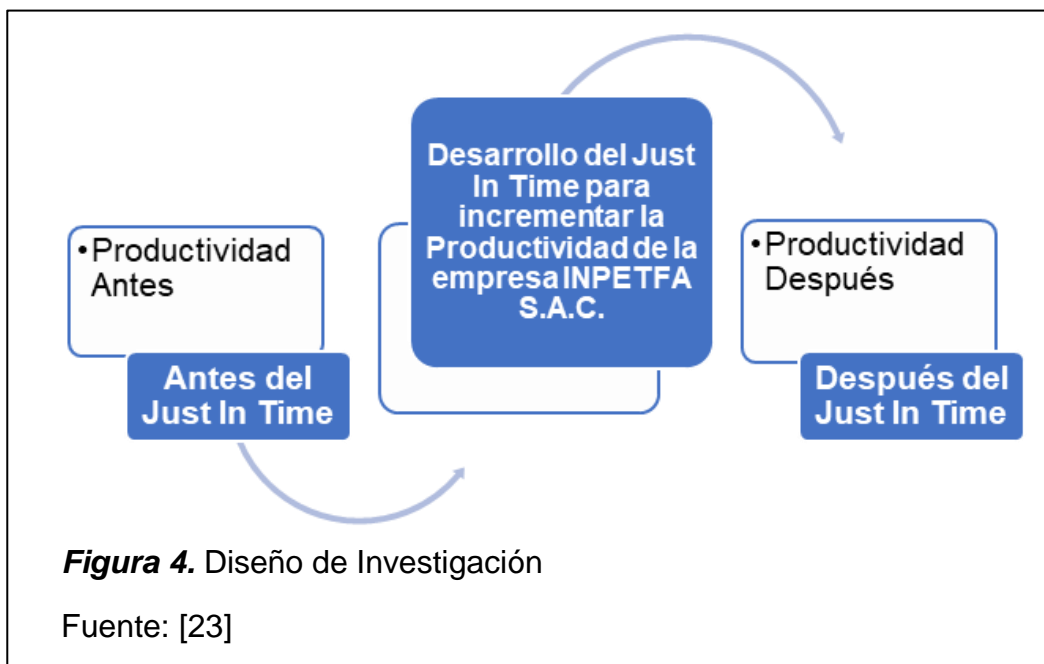 •Productividad
Antes
Antes del
Just In Time
Desarrollo del Just
In Time para
incrementar la
Productividad de la
empresa INPETFA
S.A.C.
•Productividad
Después
Después del
Just In Time
Figura 4. Diseño de Investigación
Fuente: [23]